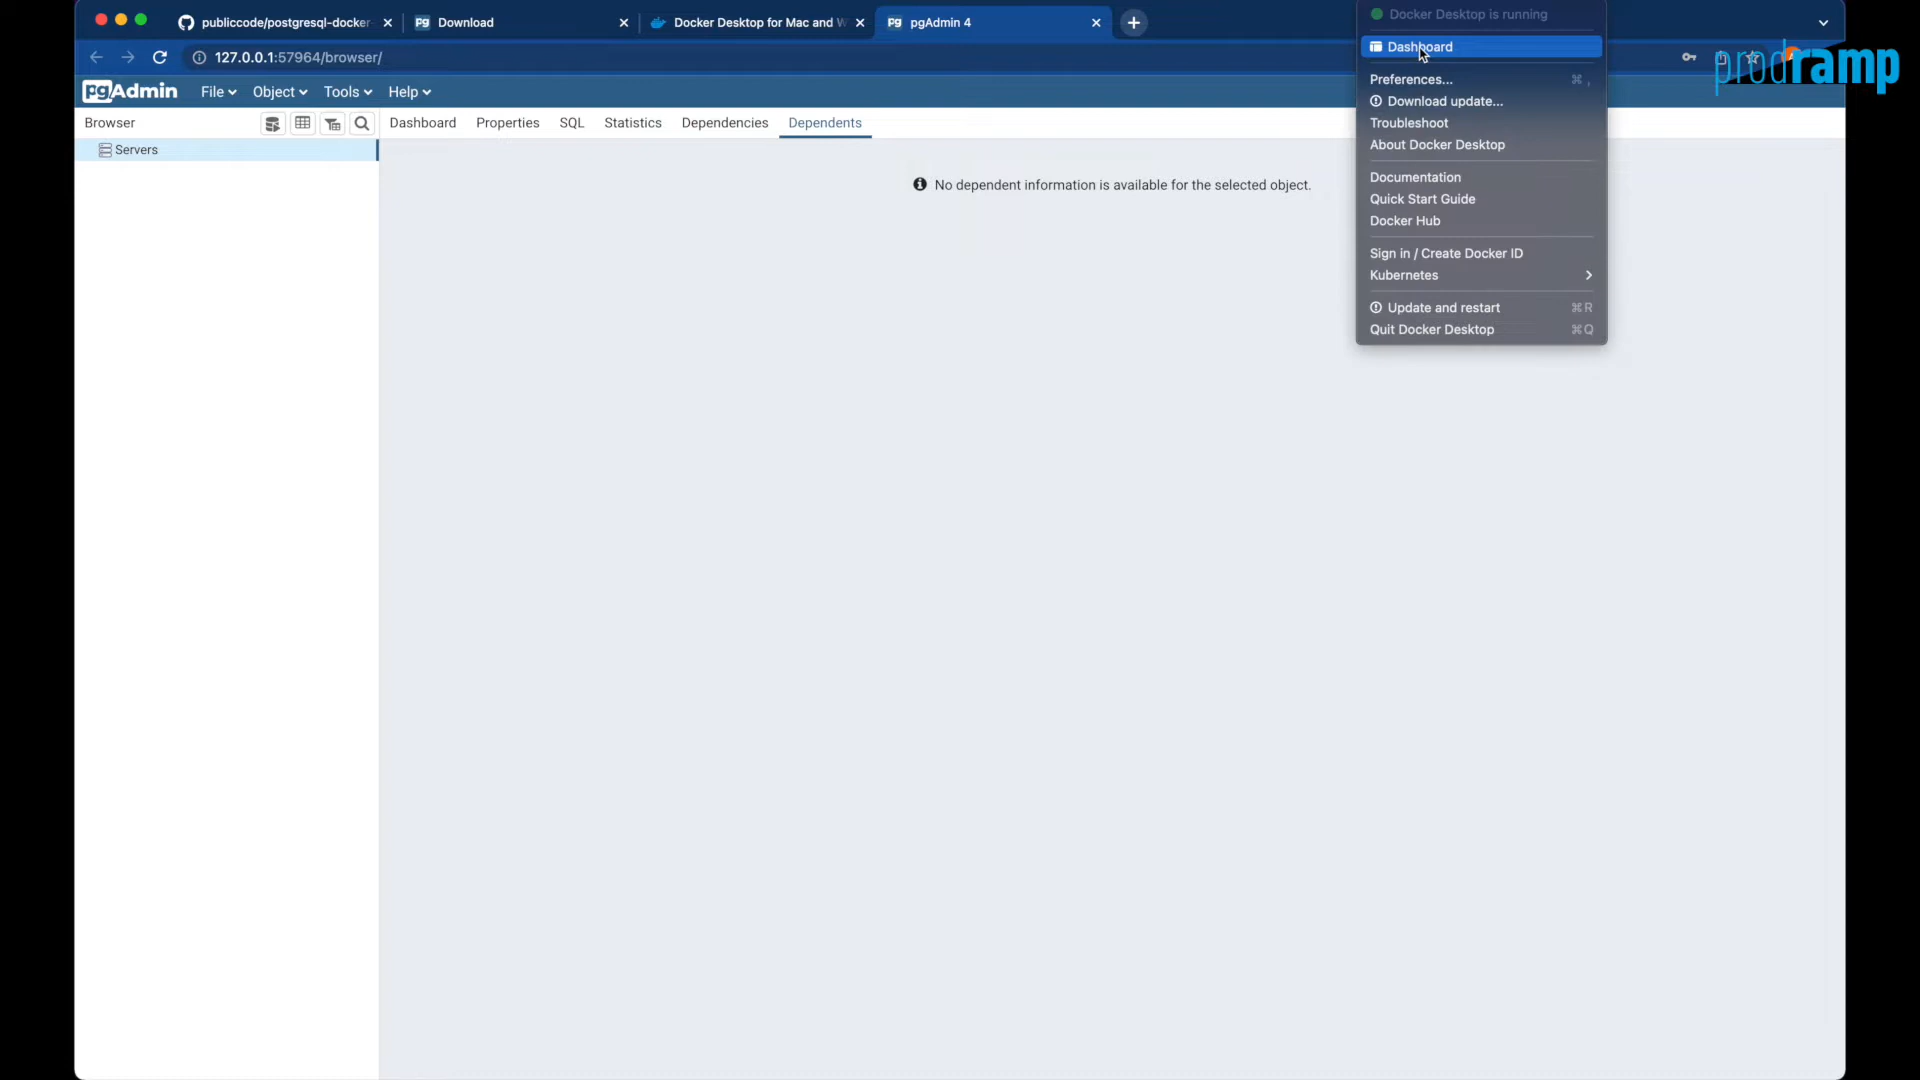 publiccode/postgresql-docker-
Download
Docker Desktop for Mac and W
pgAdmin 4
127.0.0.1:57964/browser/
prodramp
pgAdmin
File
Object
Tools
Help
Browser
Dashboard
Properties
SQL
Statistics
Dependencies
Dependents
Servers
No dependent information is available for the selected object.
Docker Desktop is running
Dashboard
Preferences... ⌘ ,
Download update...
Troubleshoot
About Docker Desktop
Documentation
Quick Start Guide
Docker Hub
Sign in / Create Docker ID
Kubernetes
Update and restart ⌘R
Quit Docker Desktop ⌘Q